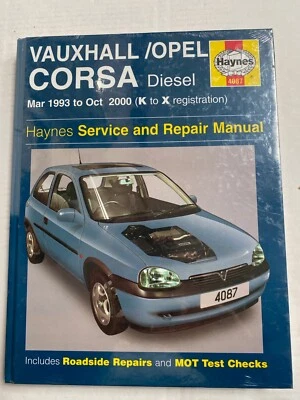 VAUXHALL/OPEL
CORSA Diesel
Haynes
4087
Mar 1993 to Oct 2000 (K to X registration)
Haynes Service and Repair Manual
4087
Includes Roadside Repairs and MOT Test Checks